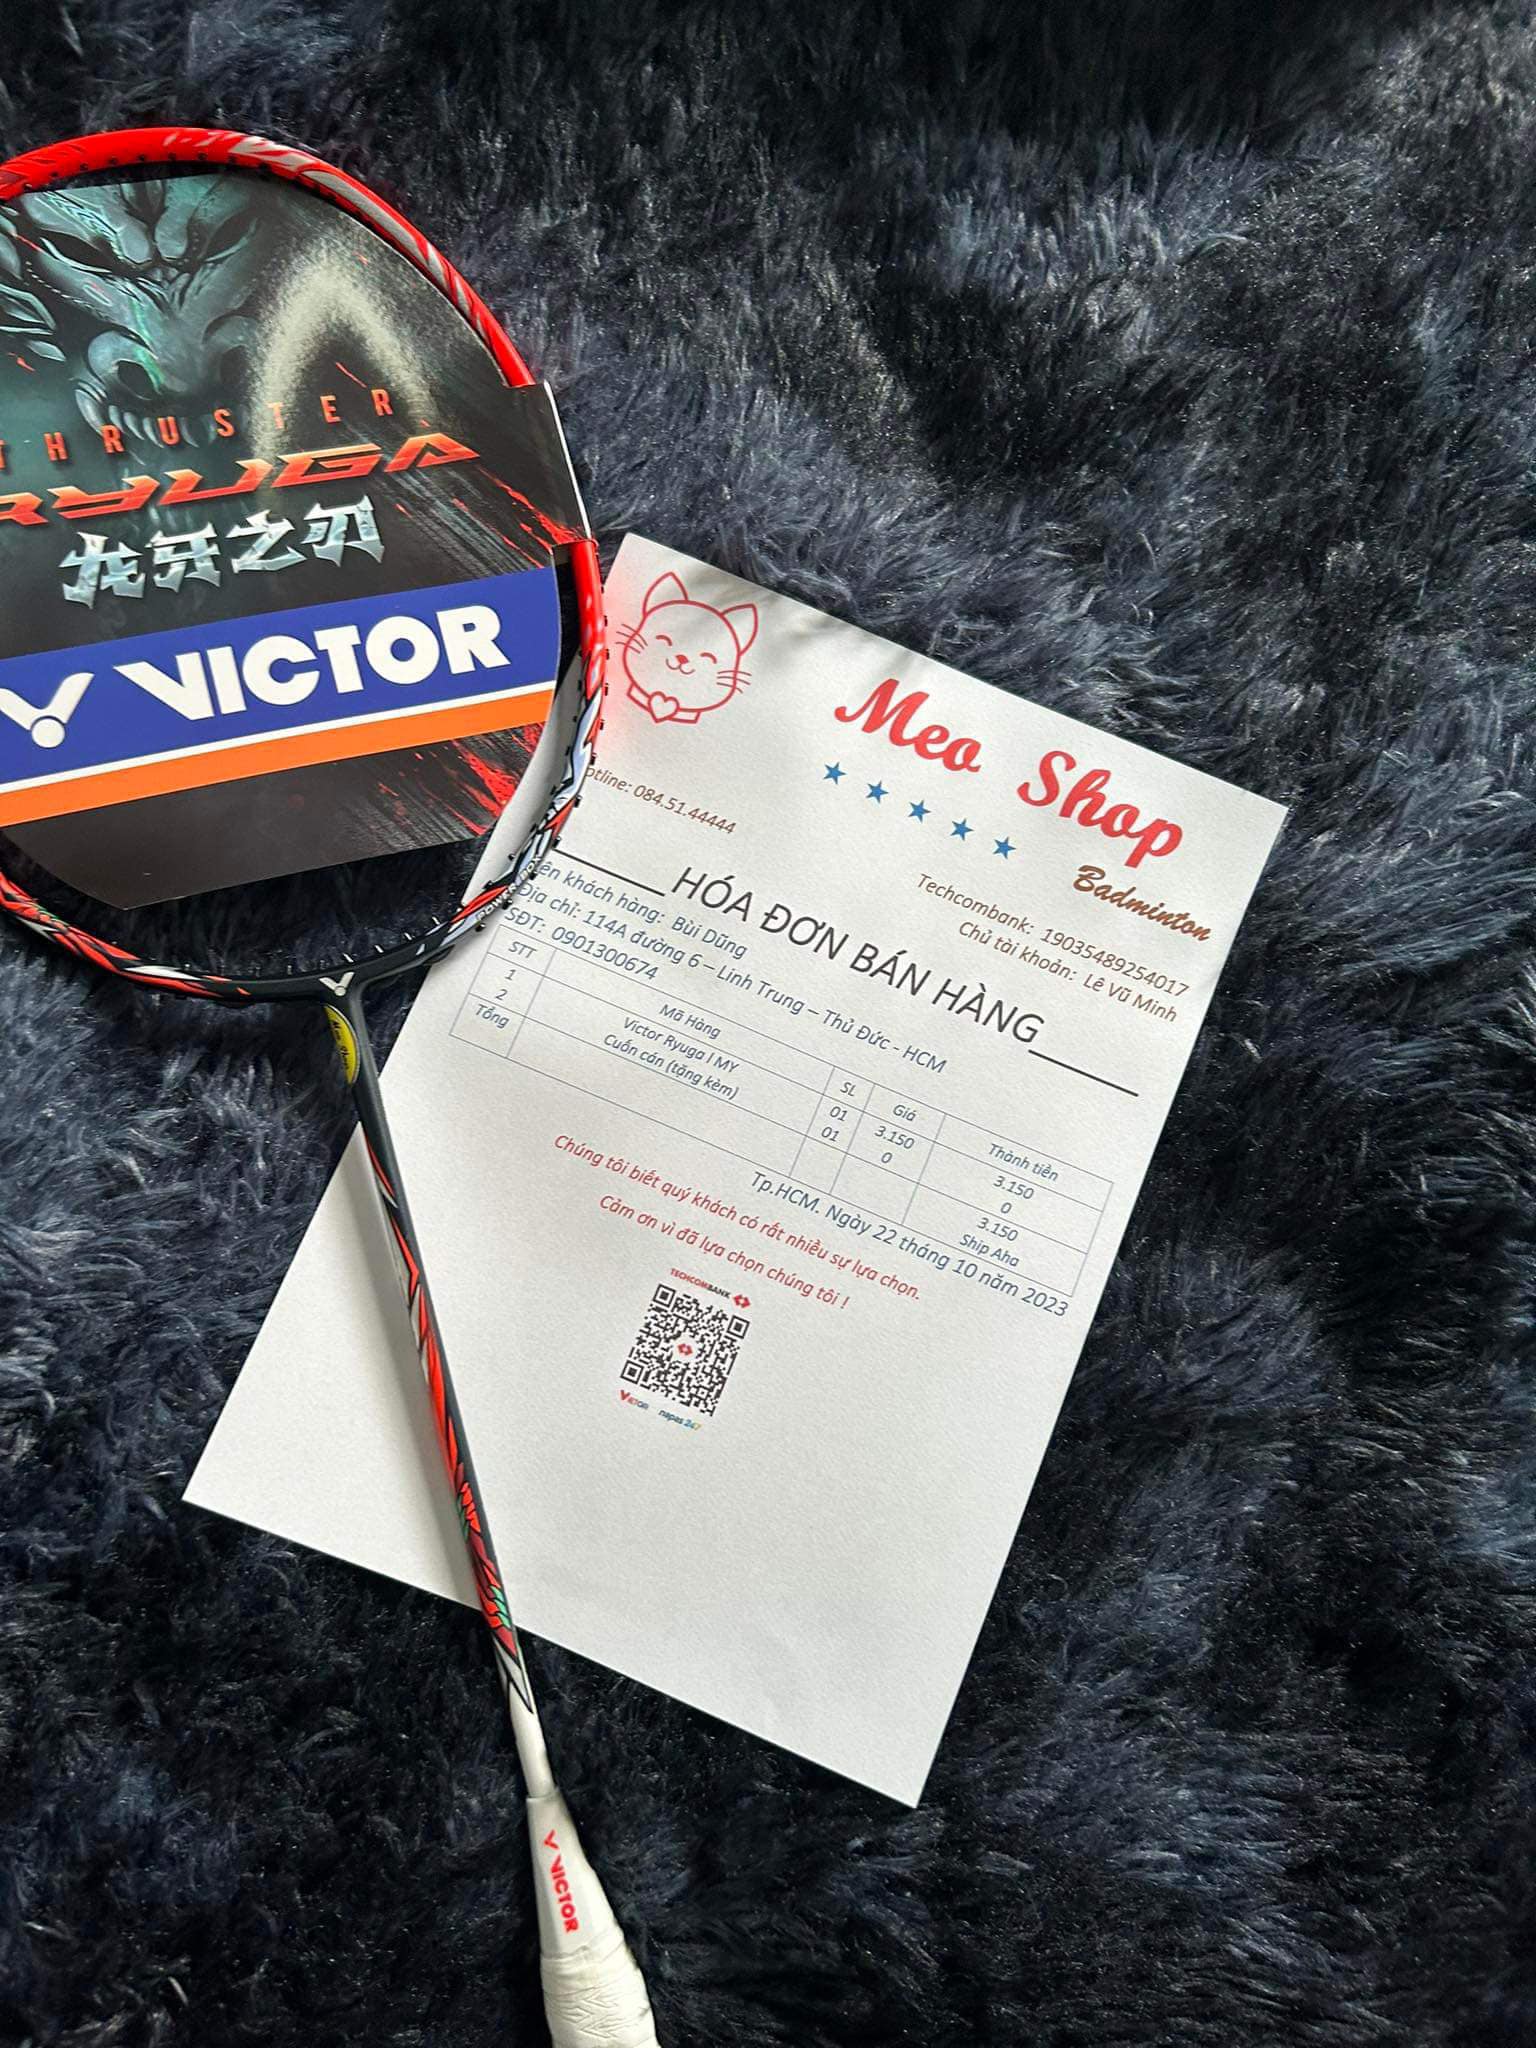 THRUSTER
RYUGA
龙牙之刃
VICTOR
POWER BOX
Meo Shop
VICTOR
Meo Shop
Badminton
otline: 084.51.44444
Techcombank: 19035489254017
Chủ tài khoản: Lê Vũ Minh
HÓA ĐƠN BÁN HÀNG
ên khách hàng: Bùi Dũng
Địa chỉ: 114A đường 6 – Linh Trung – Thủ Đức - HCM
SĐT: 0901300674
STT Mã Hàng SL Giá Thành tiền
1 Victor Ryuga I MY 01 3.150 3.150
2 Cuốn cán (tặng kèm) 01 0 0
Tổng 3.150
Ship Aha
Tp.HCM. Ngày 22 tháng 10 năm 2023
Chúng tôi biết quý khách có rất nhiều sự lựa chọn.
Cảm ơn vì đã lựa chọn chúng tôi !
TECHCOMBANK
VICTOR napas 247